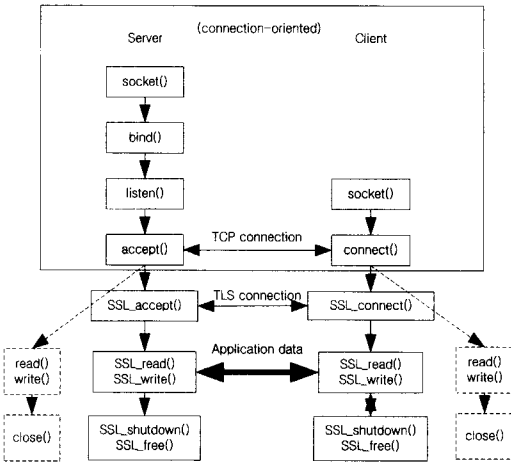 (connection-oriented)
Server
Client
socket()
bind()
listen()
socket()
accept()
TCP connection
connect()
SSL_accept()
TLS connection
SSL_connect()
read()
write()
SSL_read()
SSL_write()
Application data
SSL_read()
SSL_write()
read()
write()
close()
SSL_shutdown()
SSL_free()
SSL_shutdown()
SSL_free()
close()